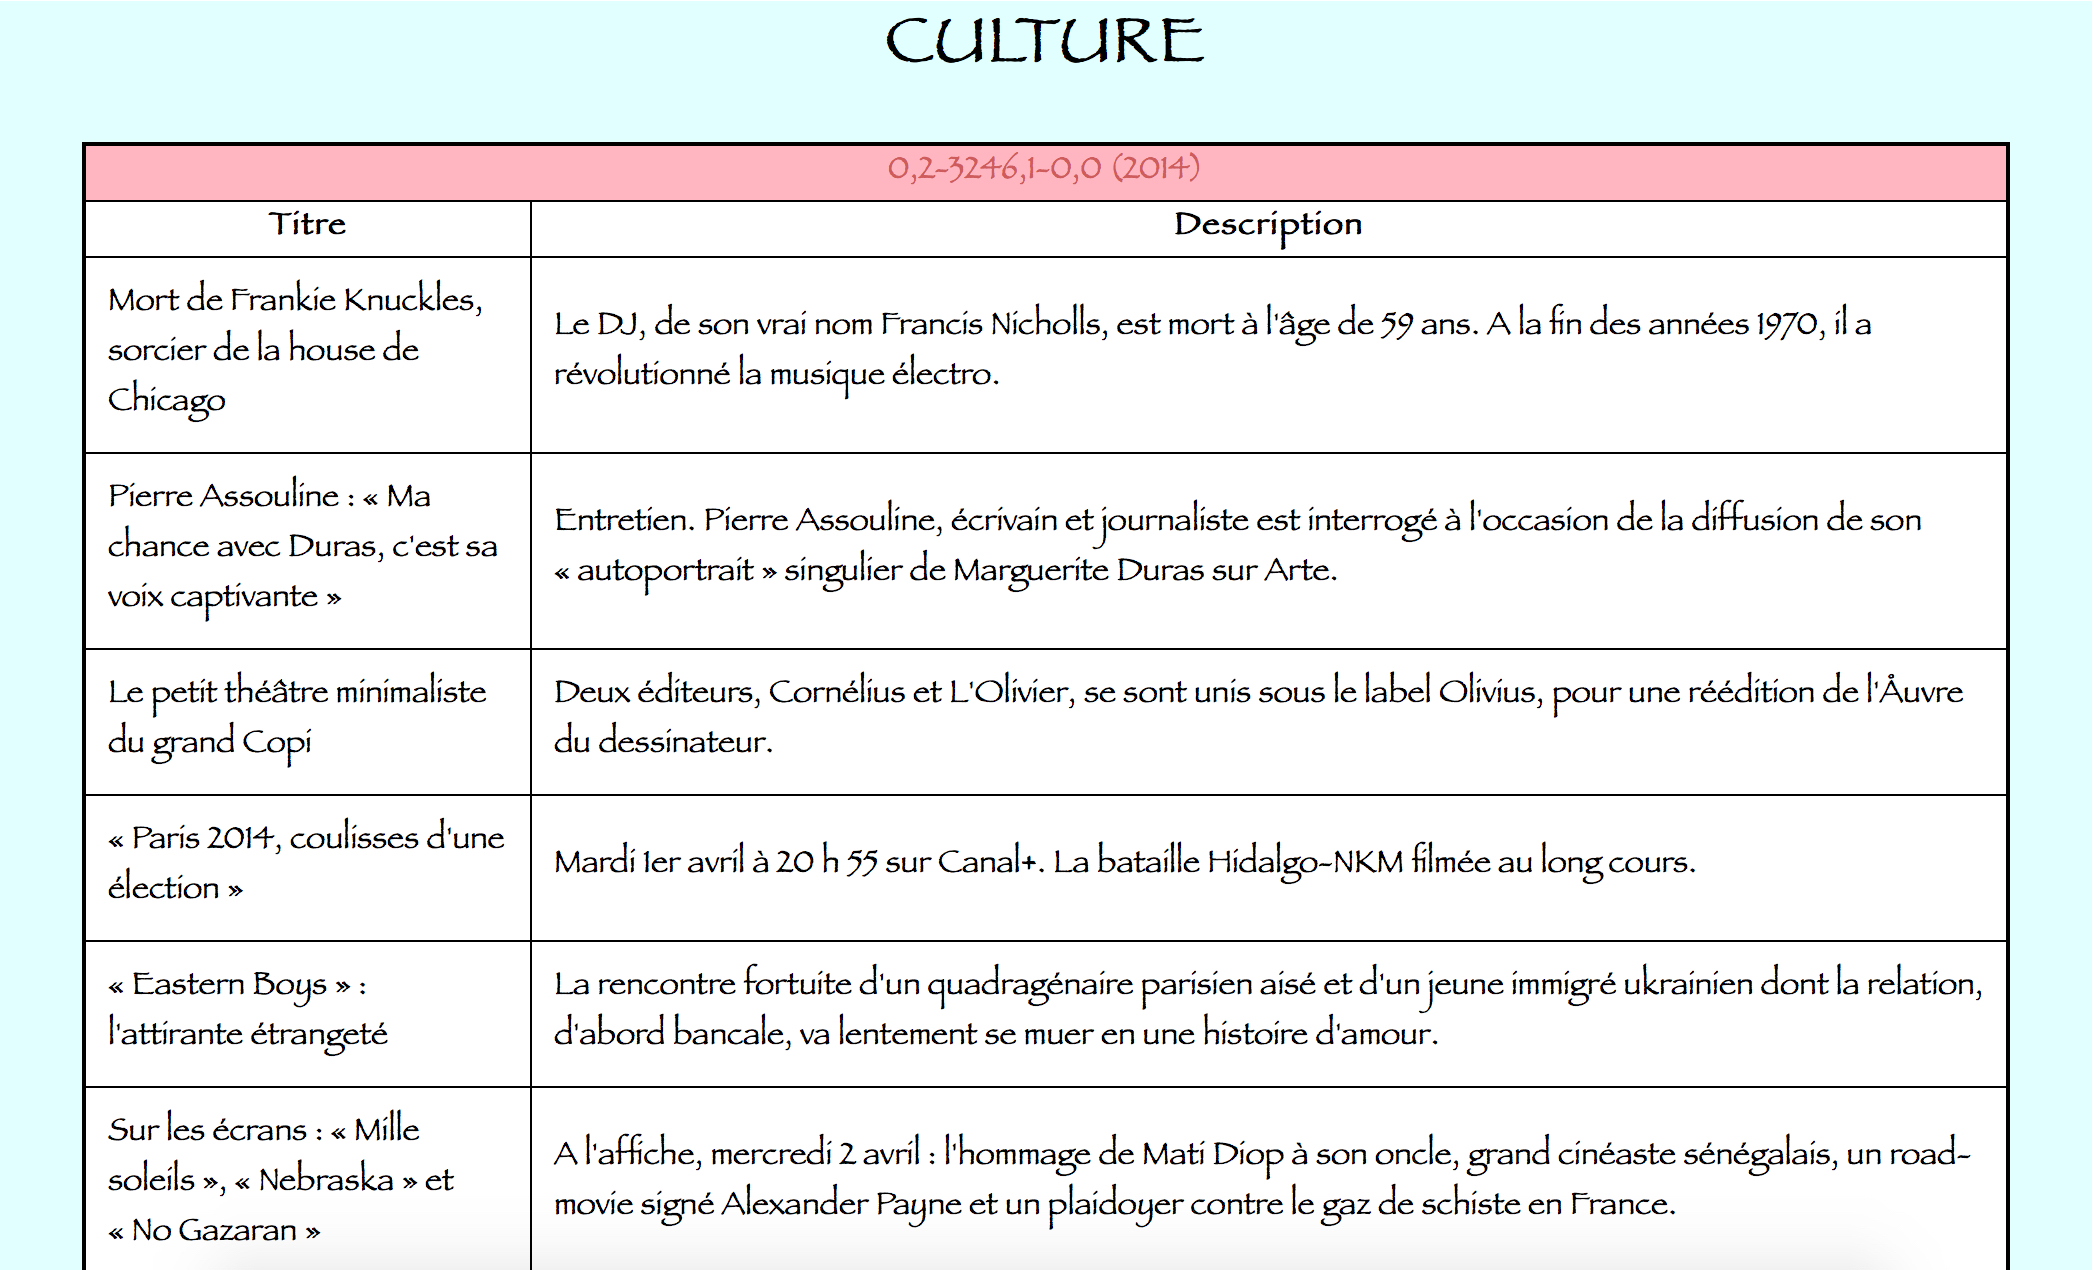 CULTURE
0,2-3246,1-0,0 (2014)
Titre
Description
Mort de Frankie Knuckles,
sorcier de la house de
Chicago
Le DJ, de son vrai nom Francis Nicholls, est mort à l'âge de 59 ans. A la fin des années 1970, il a
révolutionné la musique électro.
Pierre Assouline : « Ma
chance avec Duras, c'est sa
voix captivante »
Entretien. Pierre Assouline, écrivain et journaliste est interrogé à l'occasion de la diffusion de son
« autoportrait » singulier de Marguerite Duras sur Arte.
Le petit théâtre minimaliste
du grand Copi
Deux éditeurs, Cornélius et L'Olivier, se sont unis sous le label Olivius, pour une réédition de l'Åuvre
du dessinateur.
« Paris 2014, coulisses d'une
élection »
Mardi 1er avril à 20 h 55 sur Canal+. La bataille Hidalgo-NKM filmée au long cours.
« Eastern Boys » :
l'attirante étrangeté
La rencontre fortuite d'un quadragénaire parisien aisé et d'un jeune immigré ukrainien dont la relation,
d'abord bancale, va lentement se muer en une histoire d'amour.
Sur les écrans : « Mille
soleils », « Nebraska » et
« No Gazaran »
A l'affiche, mercredi 2 avril : l'hommage de Mati Diop à son oncle, grand cinéaste sénégalais, un road-
movie signé Alexander Payne et un plaidoyer contre le gaz de schiste en France.